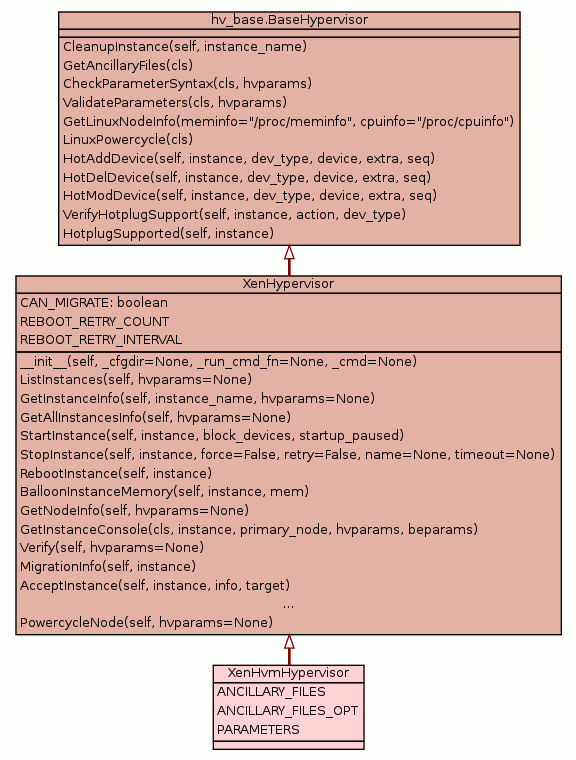 hv_base.BaseHypervisor
CleanupInstance(self, instance_name)
GetAncillaryFiles(cls)
CheckParameterSyntax(cls, hvparams)
ValidateParameters(cls, hvparams)
GetLinuxNodeInfo(meminfo="/proc/meminfo", cpuinfo="/proc/cpuinfo")
LinuxPowercycle(cls)
HotAddDevice(self, instance, dev_type, device, extra, seq)
HotDelDevice(self, instance, dev_type, device, extra, seq)
HotModDevice(self, instance, dev_type, device, extra, seq)
VerifyHotplugSupport(self, instance, action, dev_type)
HotplugSupported(self, instance)
XenHypervisor
CAN_MIGRATE: boolean
REBOOT_RETRY_COUNT
REBOOT_RETRY_INTERVAL
__init__(self, _cfgdir=None, _run_cmd_fn=None, _cmd=None)
ListInstances(self, hvparams=None)
GetInstanceInfo(self, instance_name, hvparams=None)
GetAllInstancesInfo(self, hvparams=None)
StartInstance(self, instance, block_devices, startup_paused)
StopInstance(self, instance, force=False, retry=False, name=None, timeout=None)
RebootInstance(self, instance)
BalloonInstanceMemory(self, instance, mem)
GetNodeInfo(self, hvparams=None)
GetInstanceConsole(cls, instance, primary_node, hvparams, beparams)
Verify(self, hvparams=None)
MigrationInfo(self, instance)
AcceptInstance(self, instance, info, target)
...
PowercycleNode(self, hvparams=None)
XenHvmHypervisor
ANCILLARY_FILES
ANCILLARY_FILES_OPT
PARAMETERS